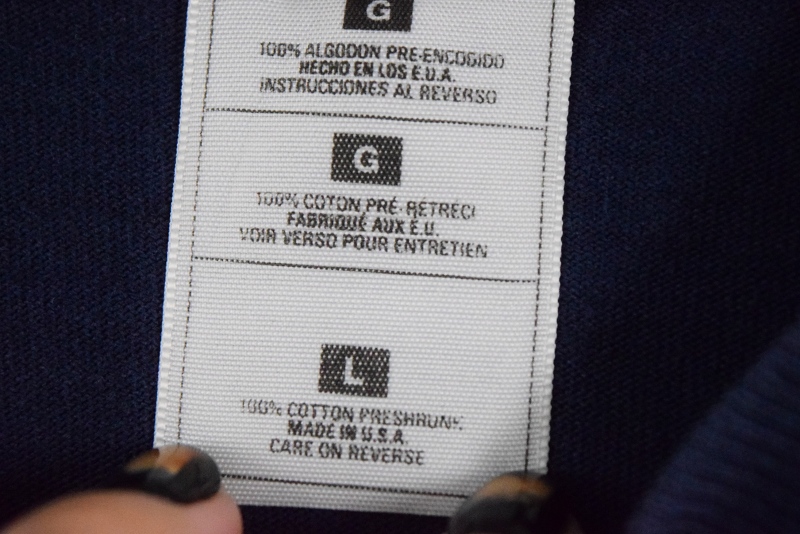 G
100% ALGODON PRE-ENCOGIDO
HECHO EN LOS E.U.A.
INSTRUCCIONES AL REVERSO
G
100% COTON PRÉ-RÉTRECI
FABRIQUÉ AUX E.U.
VOIR VERSO POUR ENTRETIEN
L
100% COTTON PRESHRUNK
MADE IN U.S.A.
CARE ON REVERSE